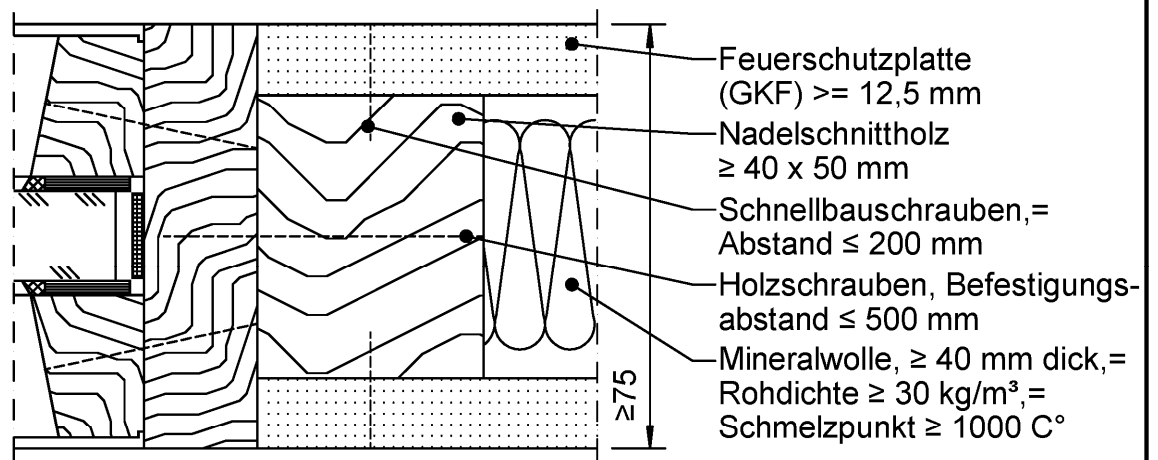 Feuerschutzplatte
(GKF) >= 12,5 mm
Nadelschnittholz
≥ 40 x 50 mm
Schnellbauschrauben,=
Abstand ≤ 200 mm
Holzschrauben, Befestigungs-
abstand ≤ 500 mm
Mineralwolle, ≥ 40 mm dick,=
Rohdichte ≥ 30 kg/m³,=
Schmelzpunkt ≥ 1000 C°
≥75